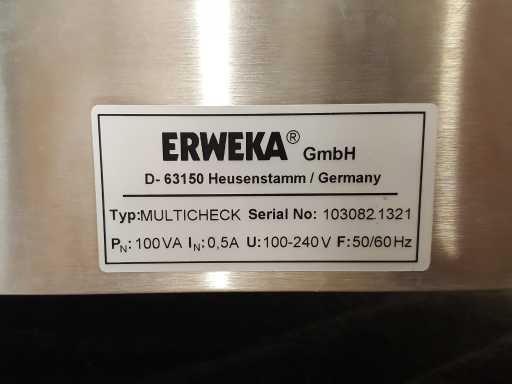 ERWEKA® GmbH
D- 63150 Heusenstamm / Germany
Typ:MULTICHECK Serial No: 103082.1321
PN: 100VA IN: 0,5A U: 100-240V F: 50/60Hz